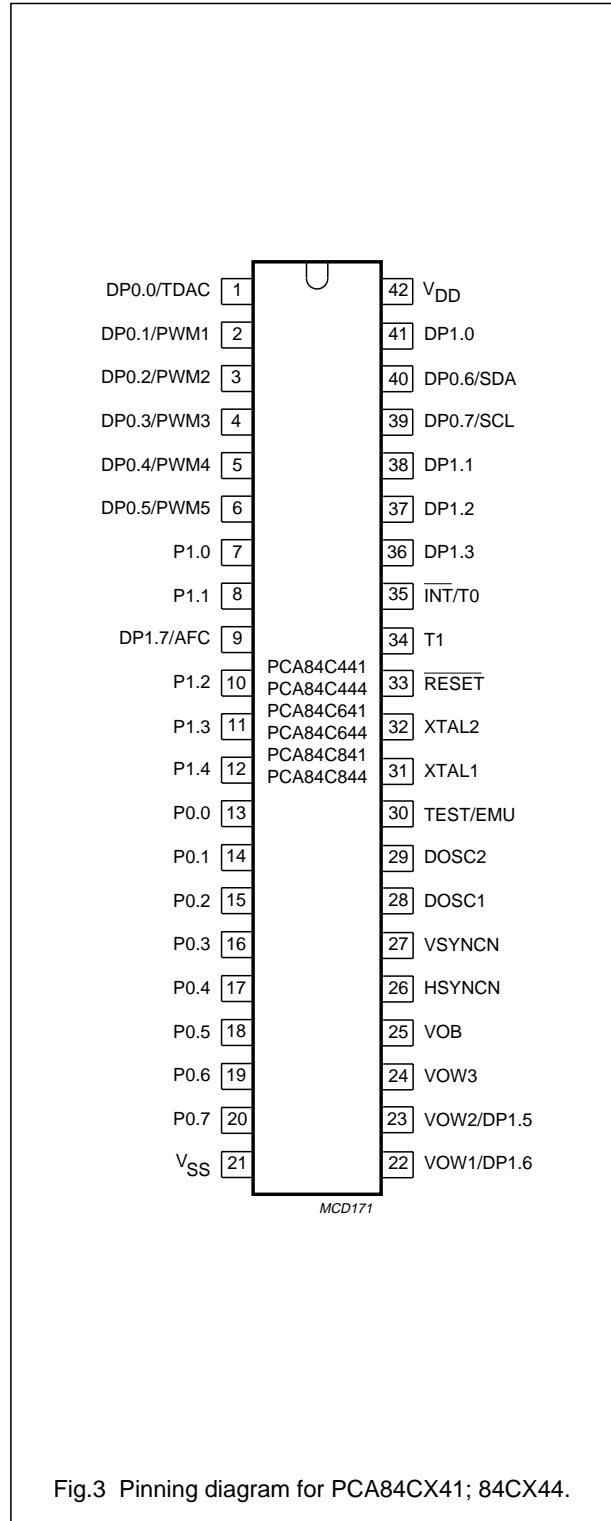 DP0.0/TDAC 1 42 VDD
DP0.1/PWM1 2 41 DP1.0
DP0.2/PWM2 3 40 DP0.6/SDA
DP0.3/PWM3 4 39 DP0.7/SCL
DP0.4/PWM4 5 38 DP1.1
DP0.5/PWM5 6 37 DP1.2
P1.0 7 36 DP1.3
P1.1 8 35 INT/T0
DP1.7/AFC 9 34 T1
PCA84C441
P1.2 10 PCA84C444 33 RESET
PCA84C641
P1.3 11 PCA84C644 32 XTAL2
PCA84C841
P1.4 12 PCA84C844 31 XTAL1
P0.0 13 30 TEST/EMU
P0.1 14 29 DOSC2
P0.2 15 28 DOSC1
P0.3 16 27 VSYNCN
P0.4 17 26 HSYNCN
P0.5 18 25 VOB
P0.6 19 24 VOW3
P0.7 20 23 VOW2/DP1.5
VSS 21 22 VOW1/DP1.6
MCD171
Fig.3 Pinning diagram for PCA84CX41; 84CX44.